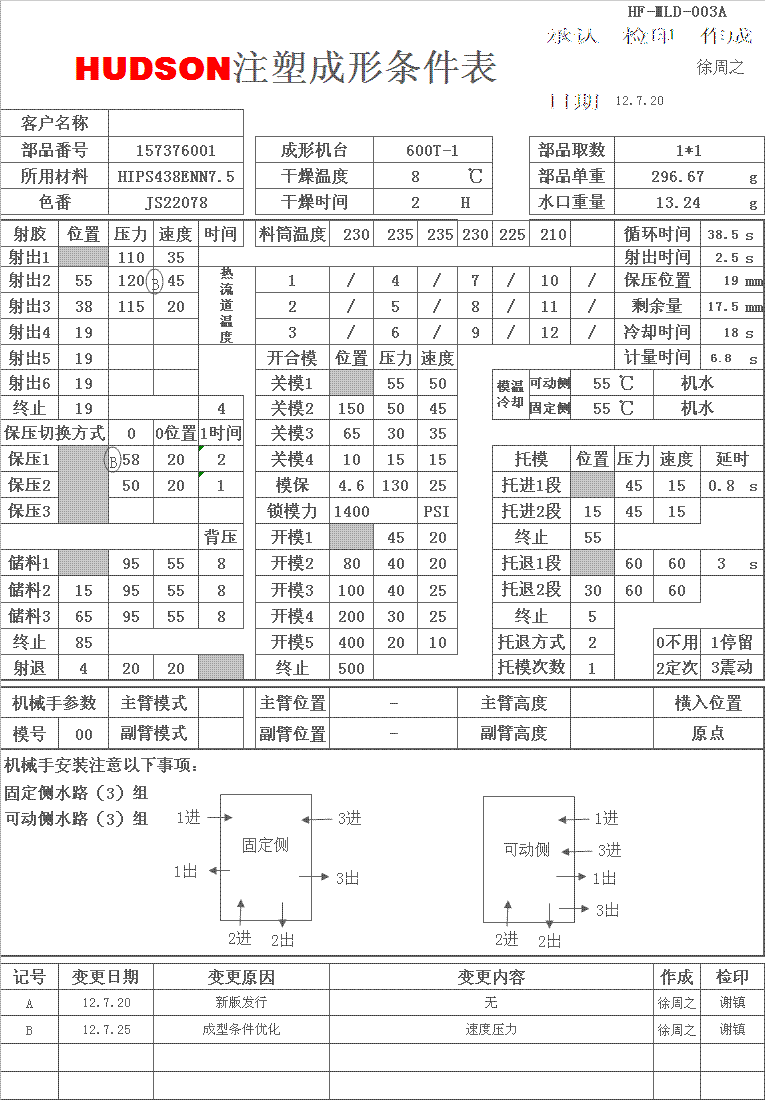 HF-MLD-003A
承认 检印 作成
HUDSON注塑成形条件表
徐周之
日期 12.7.20
客户名称
部品番号 157376001 成形机台 600T-1 部品取数 1*1
所用材料 HIPS438ENN7.5 干燥温度 8 ℃ 部品单重 296.67 g
色番 JS22078 干燥时间 2 H 水口重量 13.24 g
射胶 位置 压力 速度 时间 料筒温度 230 235 235 230 225 210 循环时间 38.5 s
射出1 110 35 热流道温度 射出时间 2.5 s
射出2 55 120 B 45 1 / 4 / 7 / 10 / 保压位置 19 mm
射出3 38 115 20 2 / 5 / 8 / 11 / 剩余量 17.5 mm
射出4 19 3 / 6 / 9 / 12 / 冷却时间 18 s
射出5 19 开合模 位置 压力 速度 计量时间 6.8 s
射出6 19 关模1 55 50 模温冷却 可动侧 55 ℃ 机水
终止 19 4 关模2 150 50 45 固定侧 55 ℃ 机水
保压切换方式 0 0位置 1时间 关模3 65 30 35
保压1 B 58 20 2 关模4 10 15 15 托模 位置 压力 速度 延时
保压2 50 20 1 模保 4.6 130 25 托进1段 45 15 0.8 s
保压3 锁模力 1400 PSI 托进2段 15 45 15
背压 开模1 45 20 终止 55
储料1 95 55 8 开模2 80 40 20 托退1段 60 60 3 s
储料2 15 95 55 8 开模3 100 40 25 托退2段 30 60 60
储料3 65 95 55 8 开模4 200 30 25 终止 5
终止 85 开模5 400 20 10 托退方式 2 0不用 1停留
射退 4 20 20 终止 500 托模次数 1 2定次 3震动
机械手参数 主臂模式 主臂位置 - 主臂高度 横入位置
模号 00 副臂模式 副臂位置 - 副臂高度 原点
机械手安装注意以下事项：
固定侧水路（3）组
可动侧水路（3）组
1进 固定侧 3进
1出 3出
2进 2出
可动侧 1进
3进
1出
3出
2进 2出
记号 变更日期 变更原因 变更内容 作成 检印
A 12.7.20 新版发行 无 徐周之 谢镇
B 12.7.25 成型条件优化 速度压力 徐周之 谢镇